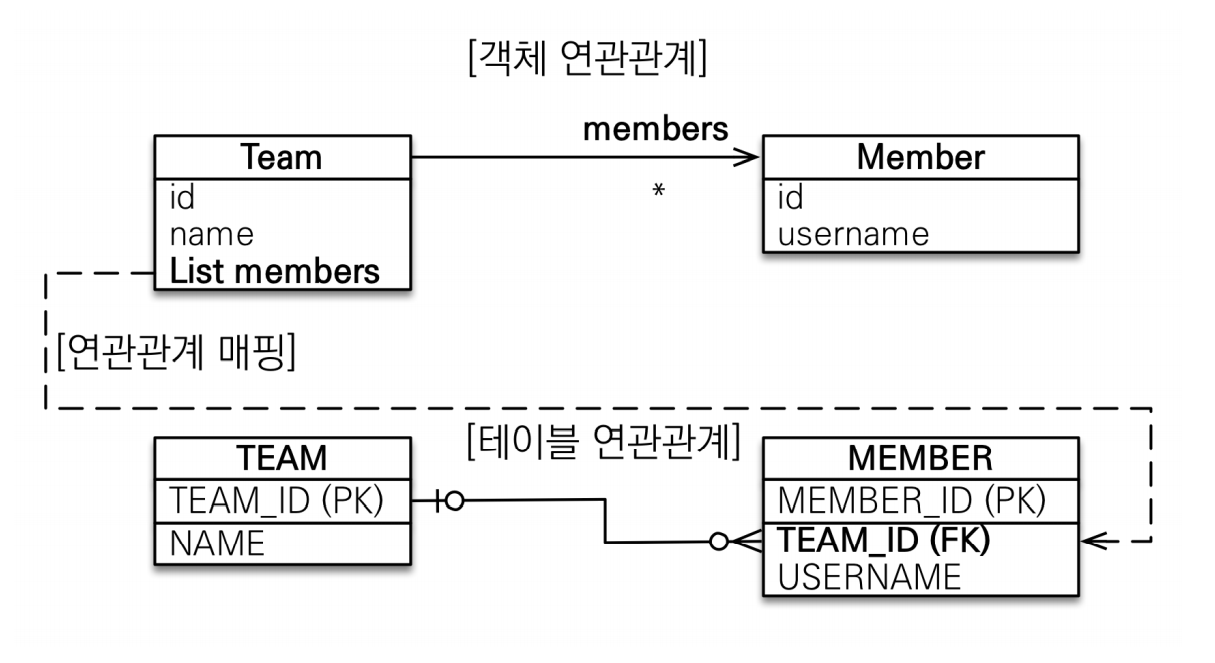 [객체 연관관계]
members
Team
Member
*
id
name
List members
id
username
[연관관계 매핑]
[테이블 연관관계]
TEAM
TEAM_ID (PK)
NAME
MEMBER
MEMBER_ID (PK)
TEAM_ID (FK)
USERNAME